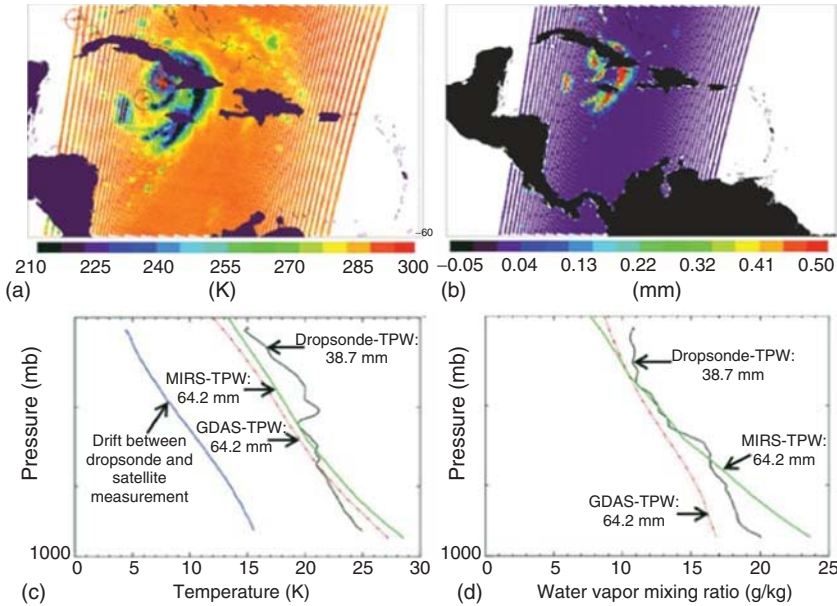 −60
210 225 240 255 270 285 300
(a) (K)
−0.05 0.04 0.13 0.22 0.32 0.41 0.50
(b) (mm)
Pressure (mb)
Dropsonde-TPW:
38.7 mm
MIRS-TPW:
64.2 mm
GDAS-TPW:
64.2 mm
Drift between
dropsonde and
satellite
measurement
1000
0 5 10 15 20 25 30
(c) Temperature (K)
Pressure (mb)
Dropsonde-TPW:
38.7 mm
MIRS-TPW:
64.2 mm
GDAS-TPW:
64.2 mm
1000
0 5 10 15 20 25
(d) Water vapor mixing ratio (g/kg)